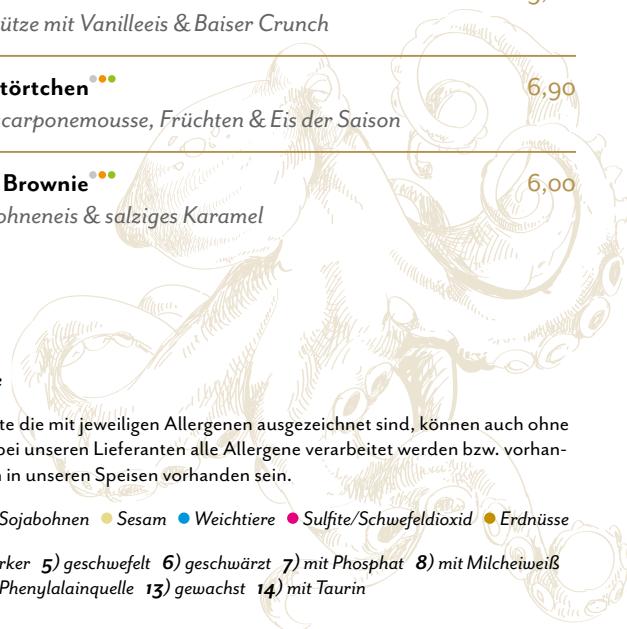 ütze mit Vanilleeis & Baiser Crunch
törtchen 6,90
carponemousse, Früchten & Eis der Saison
Brownie 6,00
ohneneis & salziges Karamel
te die mit jeweiligen Allergenen ausgezeichnet sind, können auch ohne
bei unseren Lieferanten alle Allergene verarbeitet werden bzw. vorhan-
in unseren Speisen vorhanden sein.
Sojabohnen Sesam Weichtiere Sulfite/Schwefeldioxid Erdnüsse
rker 5) geschwefelt 6) geschwärzt 7) mit Phosphat 8) mit Milcheiweiß
Phenylalainquelle 13) gewachst 14) mit Taurin